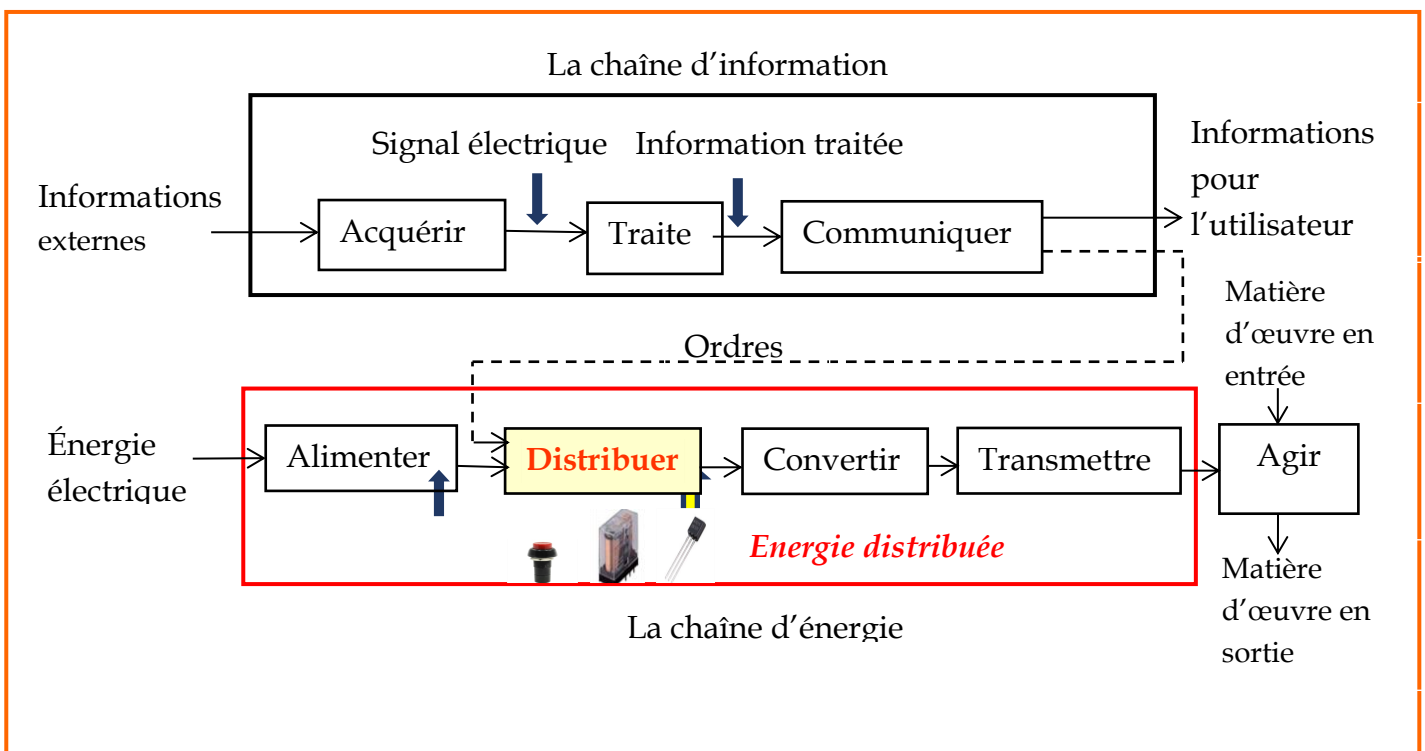 La chaîne d'information
Signal électrique Information traitée
Informations
externes
Acquérir
Traite
Communiquer
Informations
pour
l'utilisateur
Ordres
Matière
d'œuvre en
entrée
Énergie
électrique
Alimenter
Distribuer
Convertir
Transmettre
Agir
Energie distribuée
La chaîne d'énergie
Matière
d'œuvre en
sortie